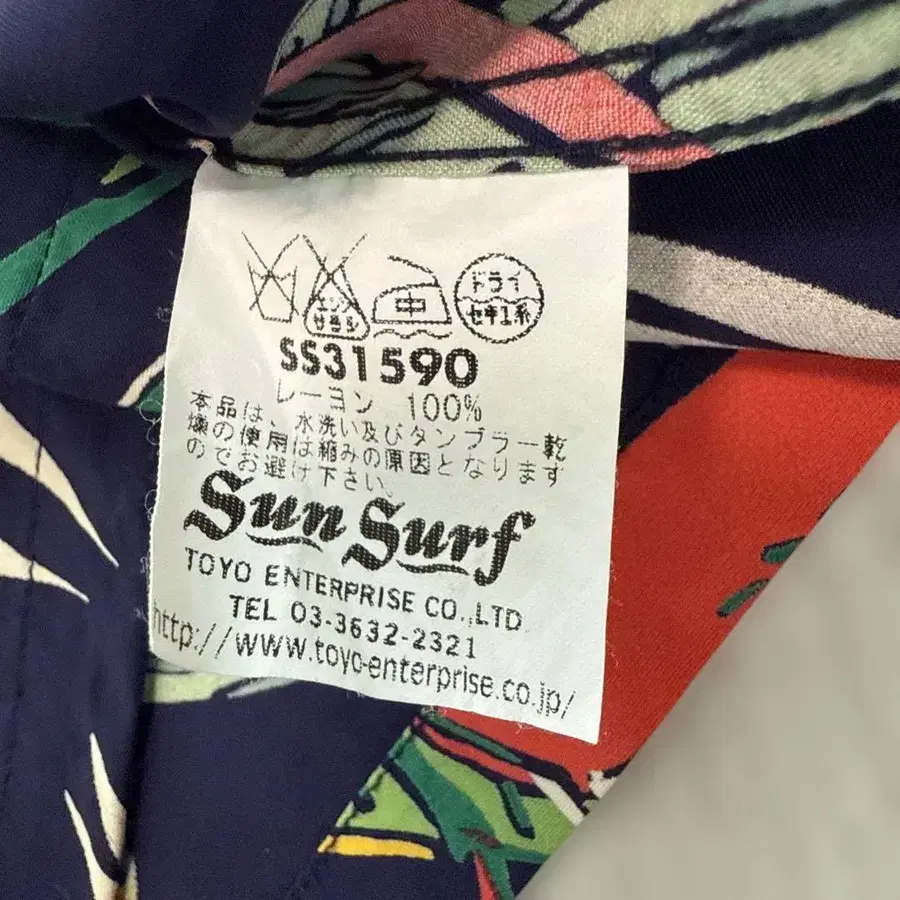 エンソ
サラシ
中
ドライ
セキユ系
SS31590
レーヨン 100%
本品は、水洗い及びタンブラー乾
燥の使用は縮みの原因となります
のでお避け下さい。
Sun Surf
TOYO ENTERPRISE CO.,LTD
TEL 03-3632-2321
http://www.toyo-enterprise.co.jp/